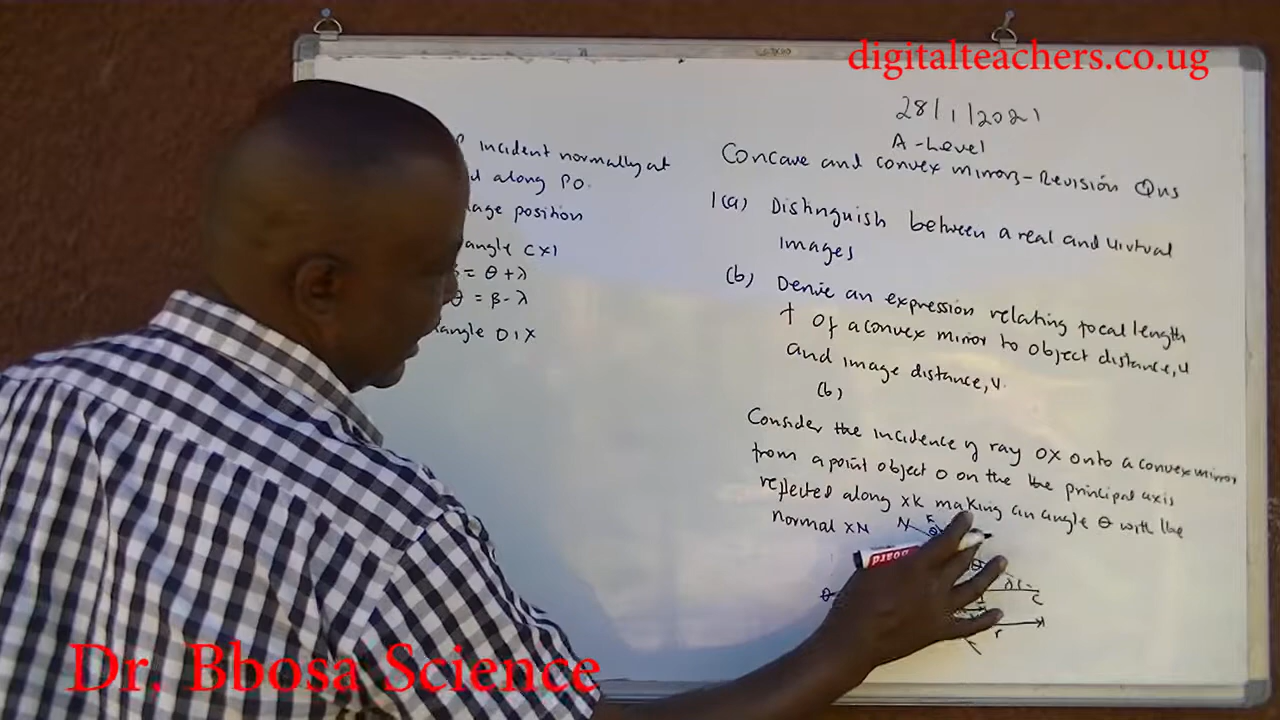 digitalteachers.co.ug
28/1/2021
A-Level
Concave and convex mirrors-Revision Qns
1(a) Distinguish between a real and virtual
images
(b) Derive an expression relating focal length
f of a convex mirror to object distance, u
and image distance, v.
(b)
Consider the incidence of ray OX onto a convex mirror
from a point object O on the the principal axis
reflected along XK making an angle θ with the
normal XN
N
θ
λ
C
r
incident normally at
along PO.
position
angle CXI
= θ + λ
θ = β - λ
OIX
board
Dr. Bbosa Science